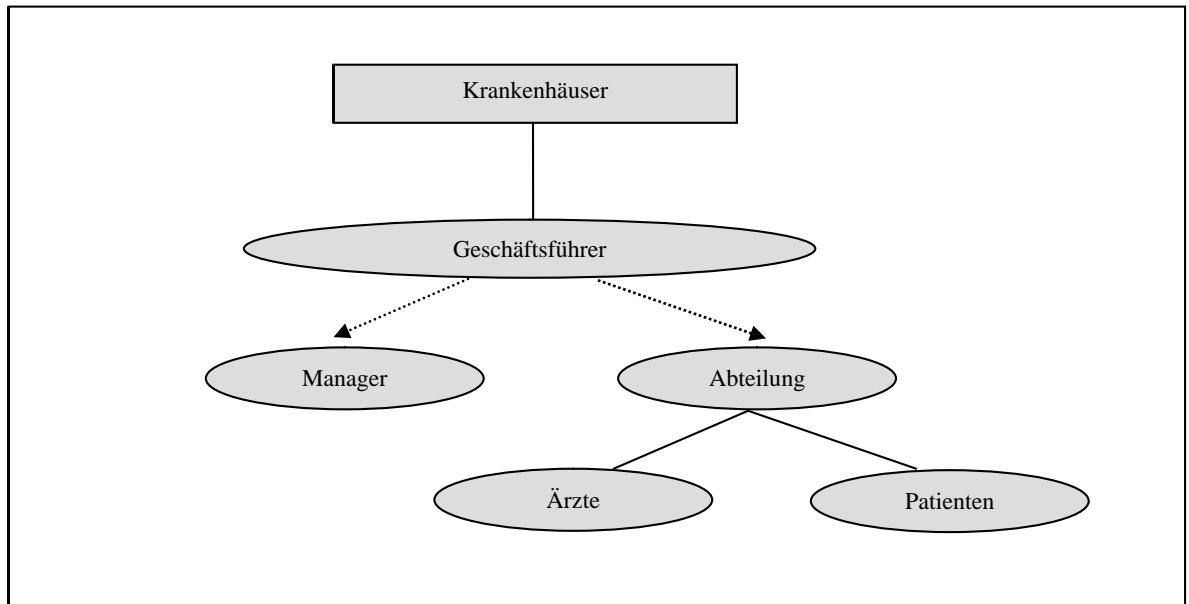 Krankenhäuser
Geschäftsführer
Manager
Abteilung
Ärzte
Patienten